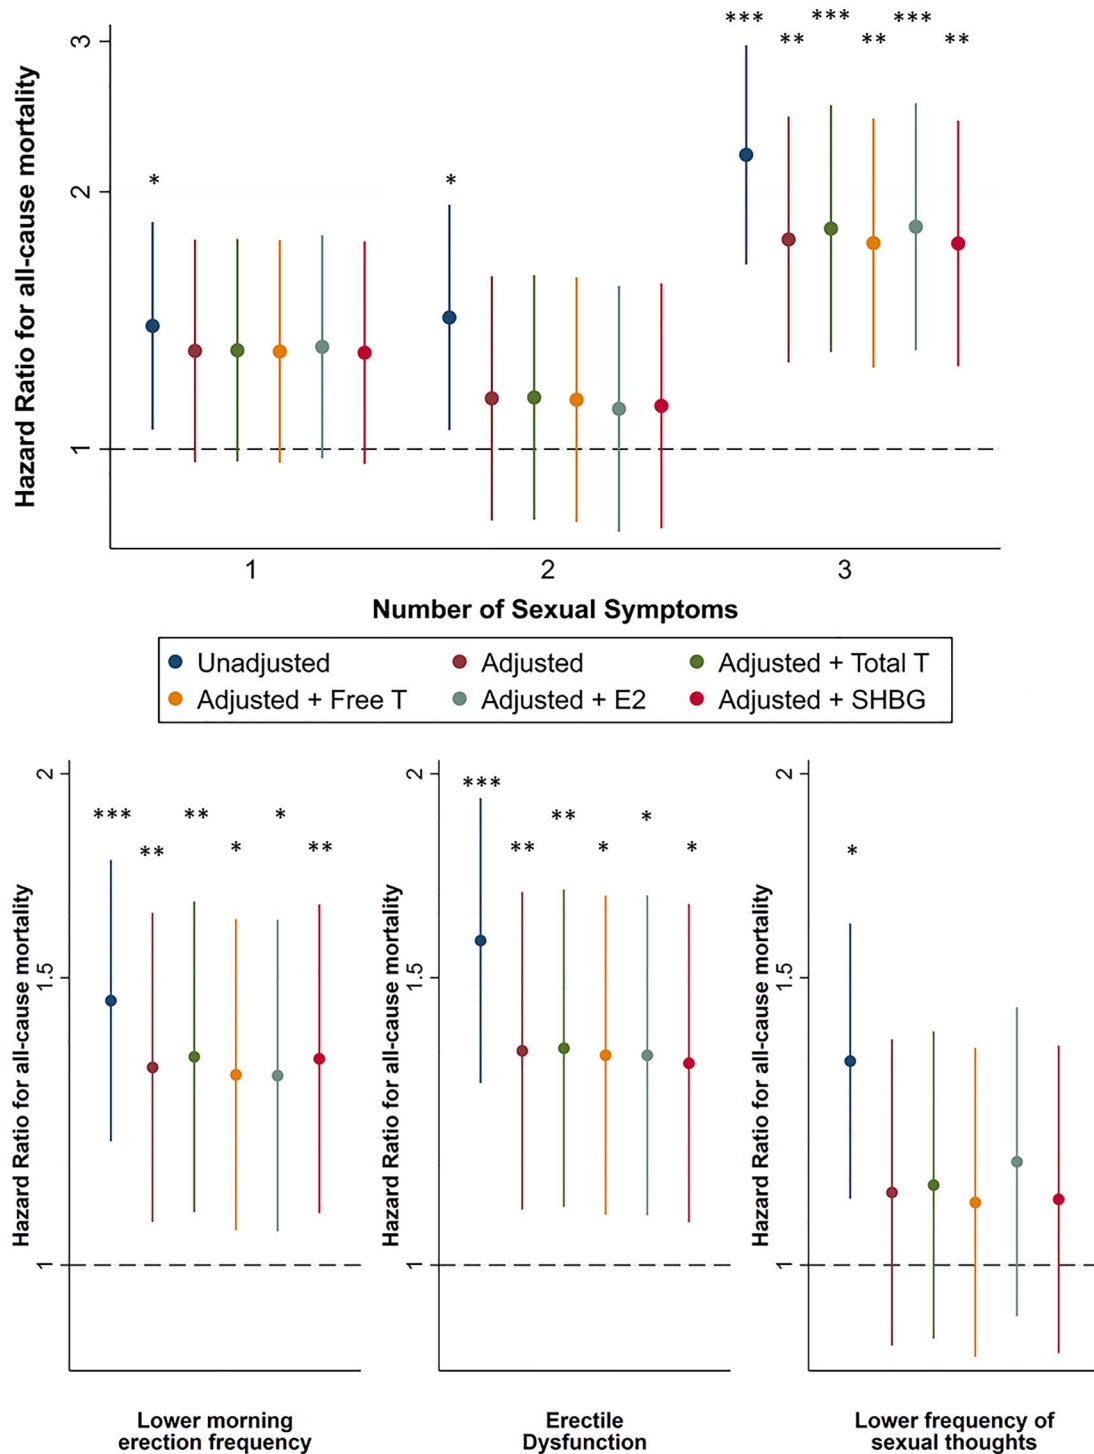 Hazard Ratio for all-cause mortality
3
2
1
* * *** ** *** ** *** **
1 2 3
Number of Sexual Symptoms
Unadjusted Adjusted Adjusted + Total T
Adjusted + Free T Adjusted + E2 Adjusted + SHBG
Hazard Ratio for all-cause mortality
2
1.5
1
*** ** ** * * **
Lower morning
erection frequency
Hazard Ratio for all-cause mortality
2
1.5
1
*** ** ** * * *
Erectile
Dysfunction
Hazard Ratio for all-cause mortality
2
1.5
1
*
Lower frequency of
sexual thoughts